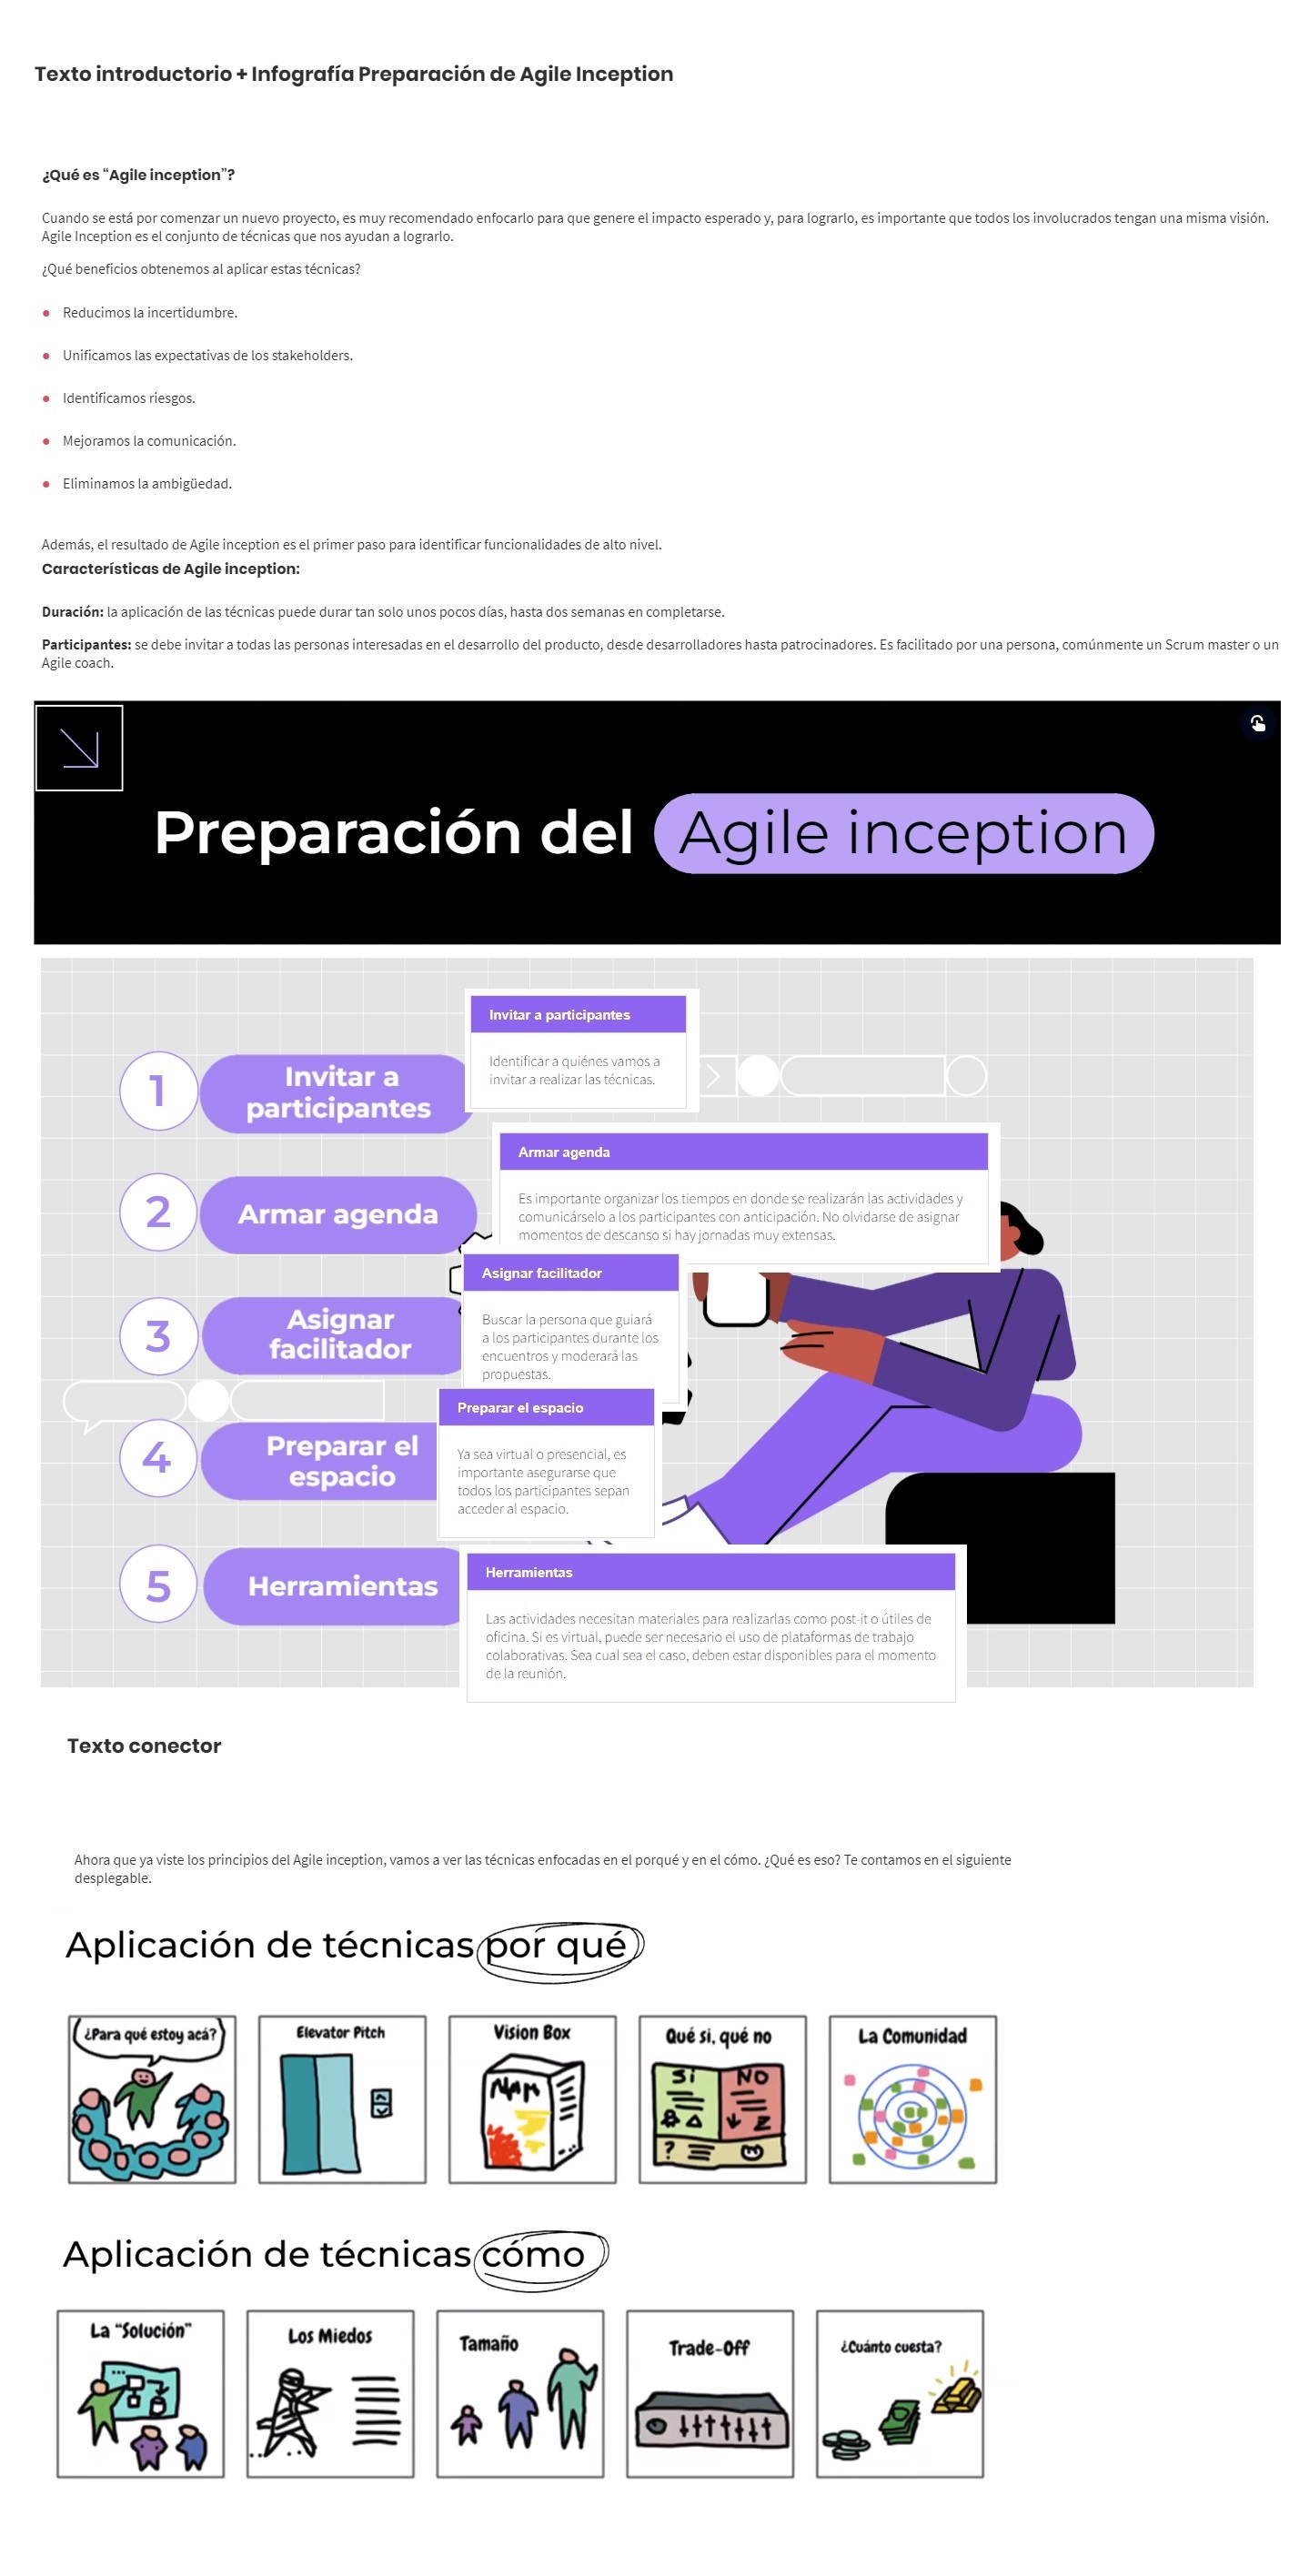 Texto introductorio + Infografía Preparación de Agile Inception
¿Qué es “Agile inception”?
Cuando se está por comenzar un nuevo proyecto, es muy recomendado enfocarlo para que genere el impacto esperado y, para lograrlo, es importante que todos los involucrados tengan una misma visión.
Agile Inception es el conjunto de técnicas que nos ayudan a lograrlo.
¿Qué beneficios obtenemos al aplicar estas técnicas?
● Reducimos la incertidumbre.
● Unificamos las expectativas de los stakeholders.
● Identificamos riesgos.
● Mejoramos la comunicación.
● Eliminamos la ambigüedad.
Además, el resultado de Agile inception es el primer paso para identificar funcionalidades de alto nivel.
Características de Agile inception:
Duración: la aplicación de las técnicas puede durar tan solo unos pocos días, hasta dos semanas en completarse.
Participantes: se debe invitar a todas las personas interesadas en el desarrollo del producto, desde desarrolladores hasta patrocinadores. Es facilitado por una persona, comúnmente un Scrum master o un
Agile coach.
Preparación del Agile inception
1
Invitar a
participantes
Invitar a participantes
Identificar a quiénes vamos a
invitar a realizar las técnicas.
2
Armar agenda
Armar agenda
Es importante organizar los tiempos en donde se realizarán las actividades y
comunicárselo a los participantes con anticipación. No olvidarse de asignar
momentos de descanso si hay jornadas muy extensas.
3
Asignar
facilitador
Asignar facilitador
Buscar la persona que guiará
a los participantes durante los
encuentros y moderará las
propuestas.
4
Preparar el
espacio
Preparar el espacio
Ya sea virtual o presencial, es
importante asegurarse que
todos los participantes sepan
acceder al espacio.
5
Herramientas
Herramientas
Las actividades necesitan materiales para realizarlas como post-it o útiles de
oficina. Si es virtual, puede ser necesario el uso de plataformas de trabajo
colaborativas. Sea cual sea el caso, deben estar disponibles para el momento
de la reunión.
Texto conector
Ahora que ya viste los principios del Agile inception, vamos a ver las técnicas enfocadas en el porqué y en el cómo. ¿Qué es eso? Te contamos en el siguiente
desplegable.
Aplicación de técnicas por qué
¿Para qué estoy acá?
Elevator Pitch
Vision Box
Qué si, qué no
Si
NO
?
La Comunidad
Aplicación de técnicas cómo
La “Solución”
Los Miedos
Tamaño
Trade-Off
¿Cuánto cuesta?